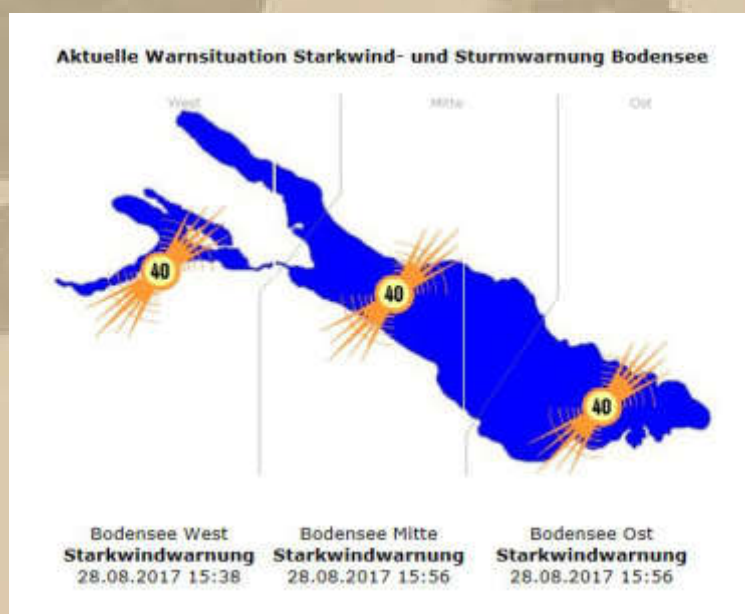 Aktuelle Warnsituation Starkwind- und Sturmwarnung Bodensee
West
Mitte
Ost
40
40
40
Bodensee West
Starkwindwarnung
28.08.2017 15:38
Bodensee Mitte
Starkwindwarnung
28.08.2017 15:56
Bodensee Ost
Starkwindwarnung
28.08.2017 15:56